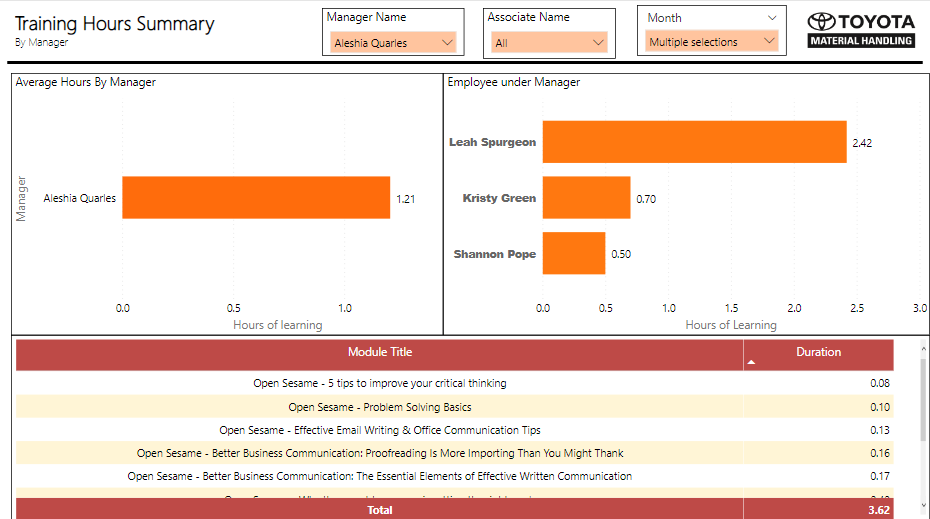 Training Hours Summary
By Manager
Manager Name
Aleshia Quarles
Associate Name
All
Month
Multiple selections
TOYOTA
MATERIAL HANDLING
Average Hours By Manager
Manager
Aleshia Quarles
1.21
0.0 0.5 1.0
Hours of learning
Employee under Manager
Leah Spurgeon 2.42
Kristy Green 0.70
Shannon Pope 0.50
0.0 0.5 1.0 1.5 2.0 2.5 3.0
Hours of Learning
Module Title Duration
Open Sesame - 5 tips to improve your critical thinking 0.08
Open Sesame - Problem Solving Basics 0.10
Open Sesame - Effective Email Writing & Office Communication Tips 0.13
Open Sesame - Better Business Communication: Proofreading Is More Importing Than You Might Thank 0.16
Open Sesame - Better Business Communication: The Essential Elements of Effective Written Communication 0.17
Total 3.62